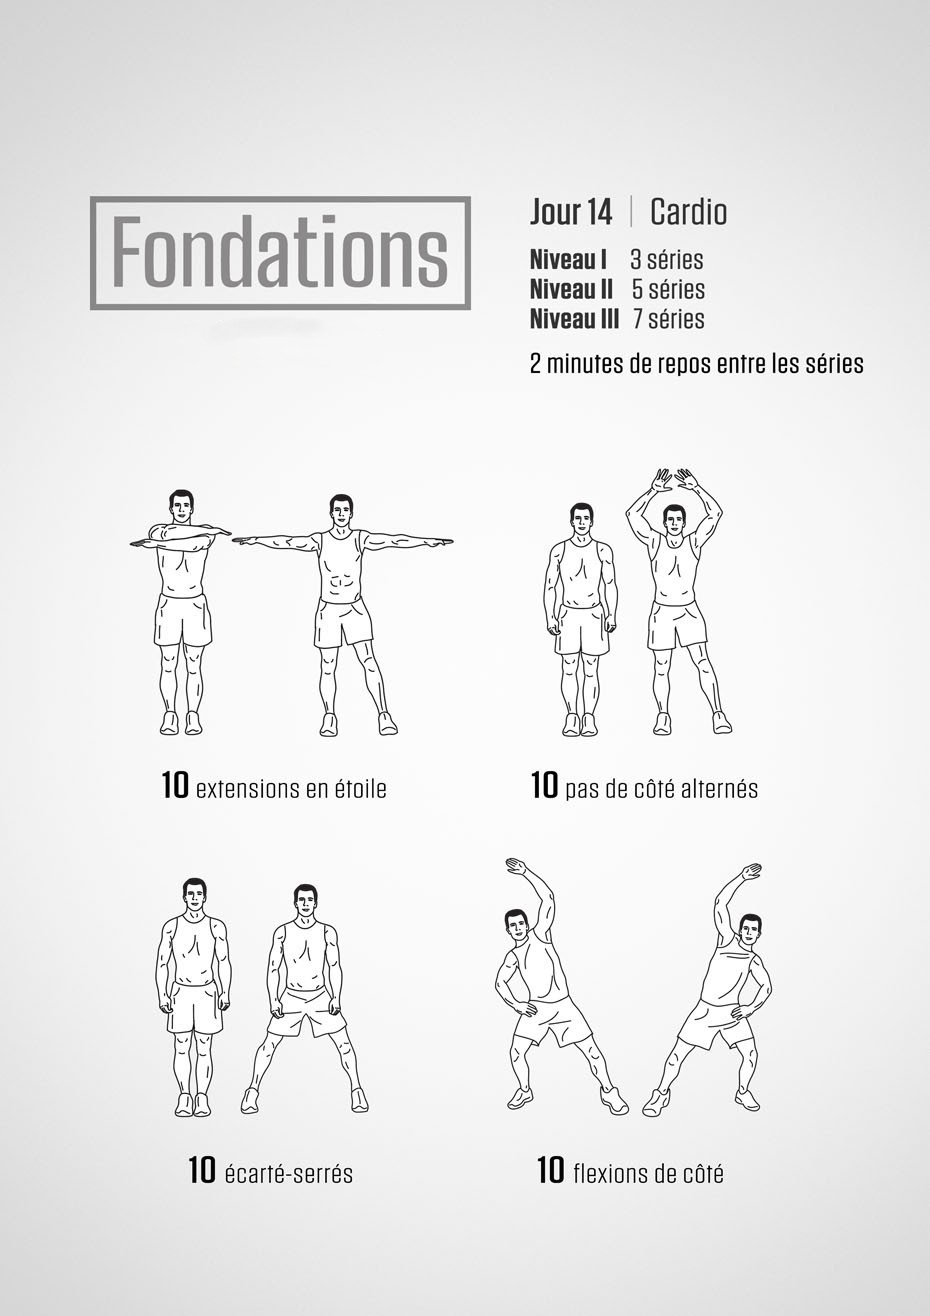 Fondations
Jour 14 | Cardio
Niveau I 3 séries
Niveau II 5 séries
Niveau III 7 séries
2 minutes de repos entre les séries
10 extensions en étoile
10 pas de côté alternés
10 écarté-serrés
10 flexions de côté